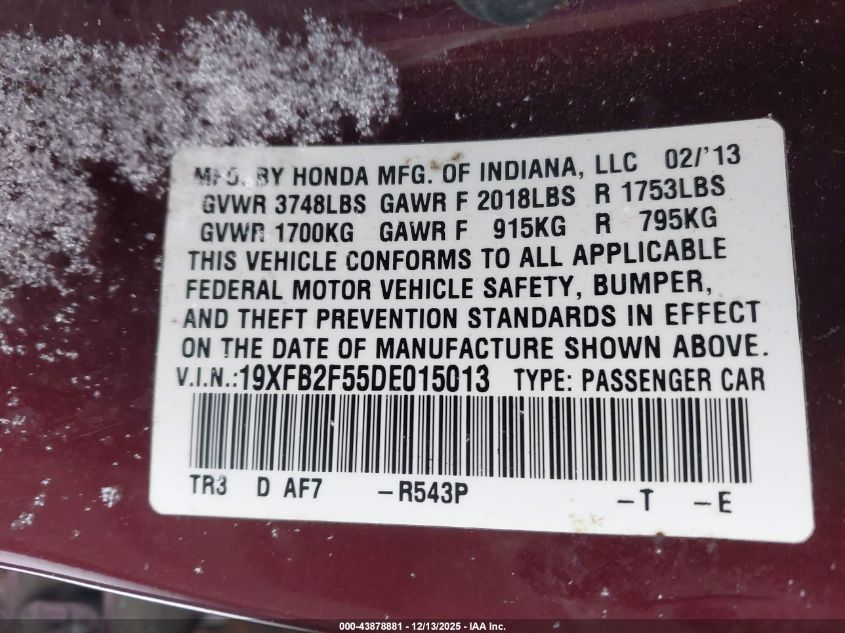 MFD. BY HONDA MFG. OF INDIANA, LLC 02/'13
GVWR 3748LBS GAWR F 2018LBS R 1753LBS
GVWR 1700KG GAWR F 915KG R 795KG
THIS VEHICLE CONFORMS TO ALL APPLICABLE
FEDERAL MOTOR VEHICLE SAFETY, BUMPER,
AND THEFT PREVENTION STANDARDS IN EFFECT
ON THE DATE OF MANUFACTURE SHOWN ABOVE.
V.I.N.:19XFB2F55DE015013 TYPE: PASSENGER CAR
TR3 D AF7 -R543P -T -E
000-43878881 - 12/13/2025 - IAA Inc.